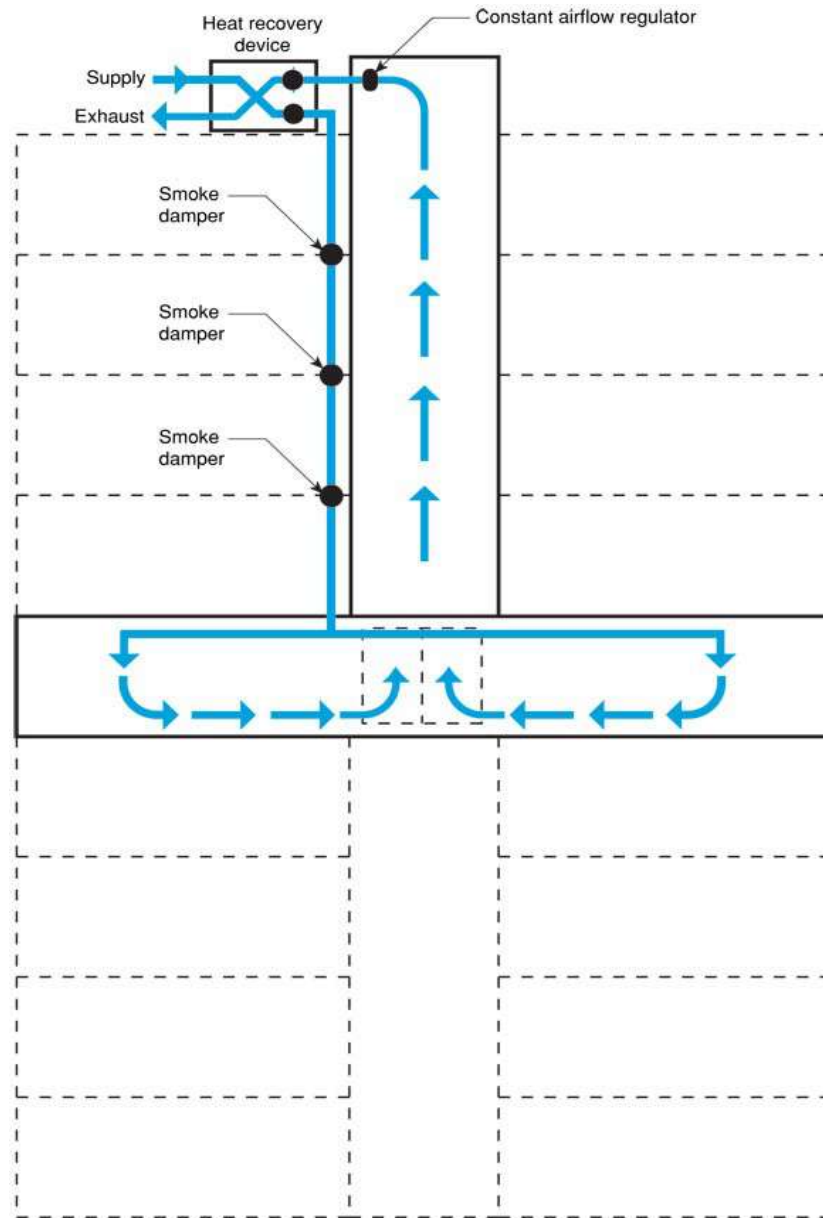 Constant airflow regulator
Heat recovery
device
Supply
Exhaust
Smoke
damper
Smoke
damper
Smoke
damper